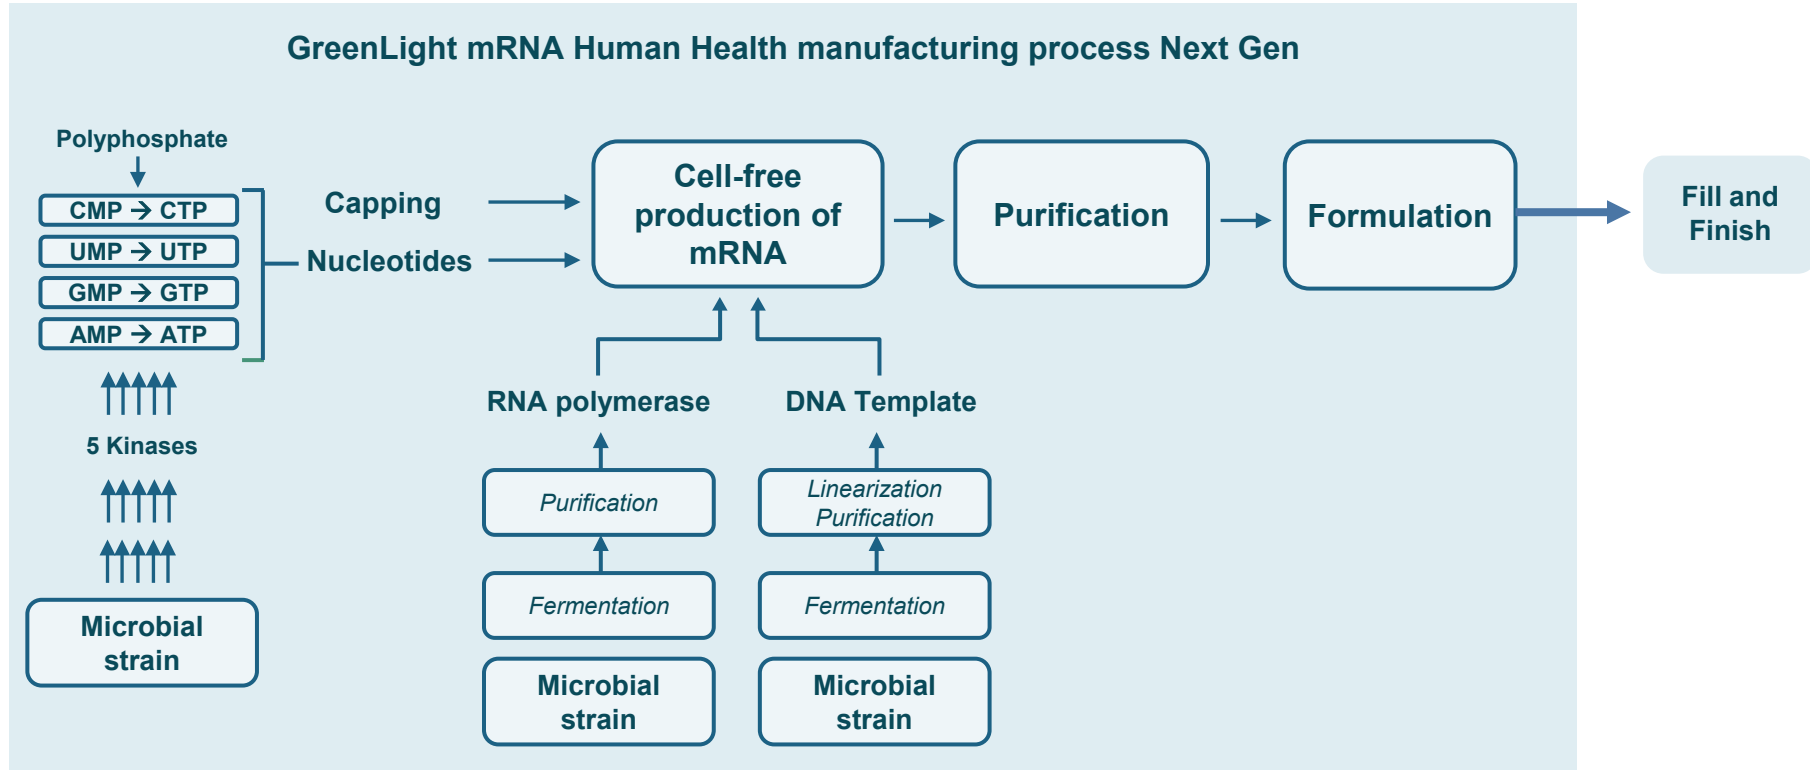 GreenLight mRNA Human Health manufacturing process Next Gen
Polyphosphate
CMP → CTP
UMP → UTP
GMP → GTP
AMP → ATP
5 Kinases
Microbial
strain
Capping
Nucleotides
Cell-free
production of
mRNA
Purification
Formulation
Fill and
Finish
RNA polymerase
Purification
Fermentation
Microbial
strain
DNA Template
Linearization
Purification
Fermentation
Microbial
strain